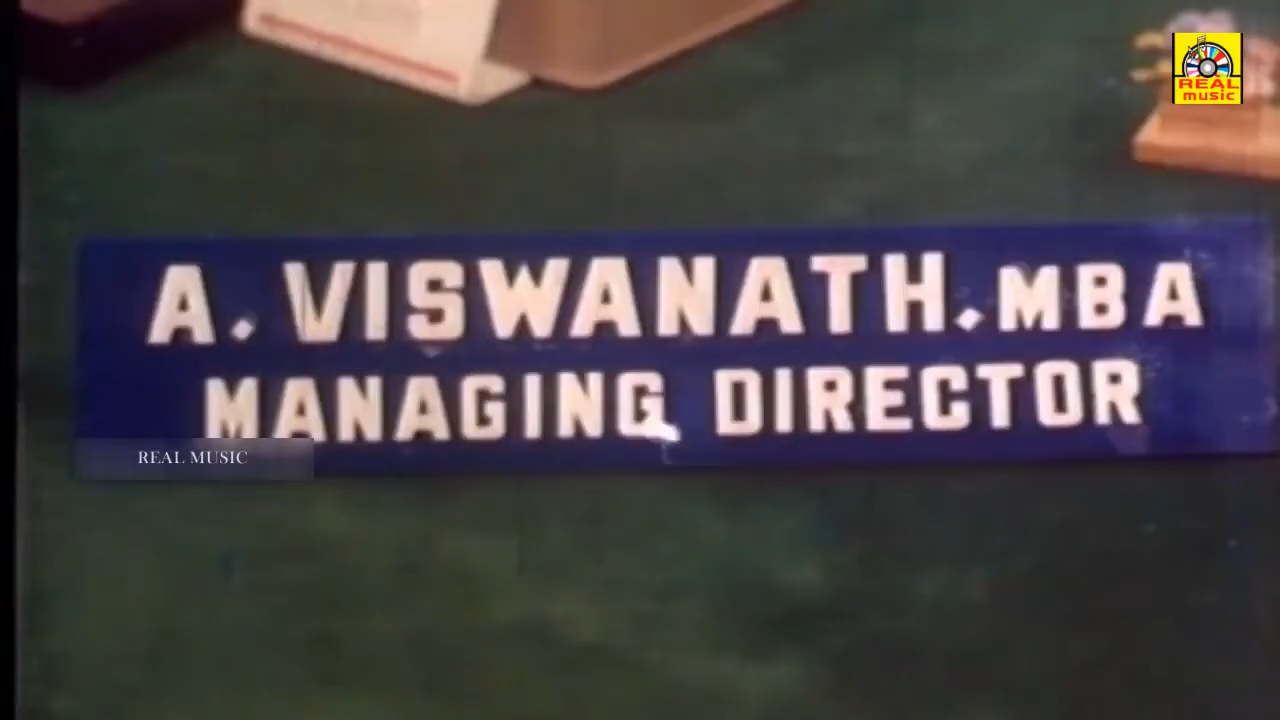 REAL
music
A. VISWANATH.MBA
MANAGING DIRECTOR
REAL MUSIC